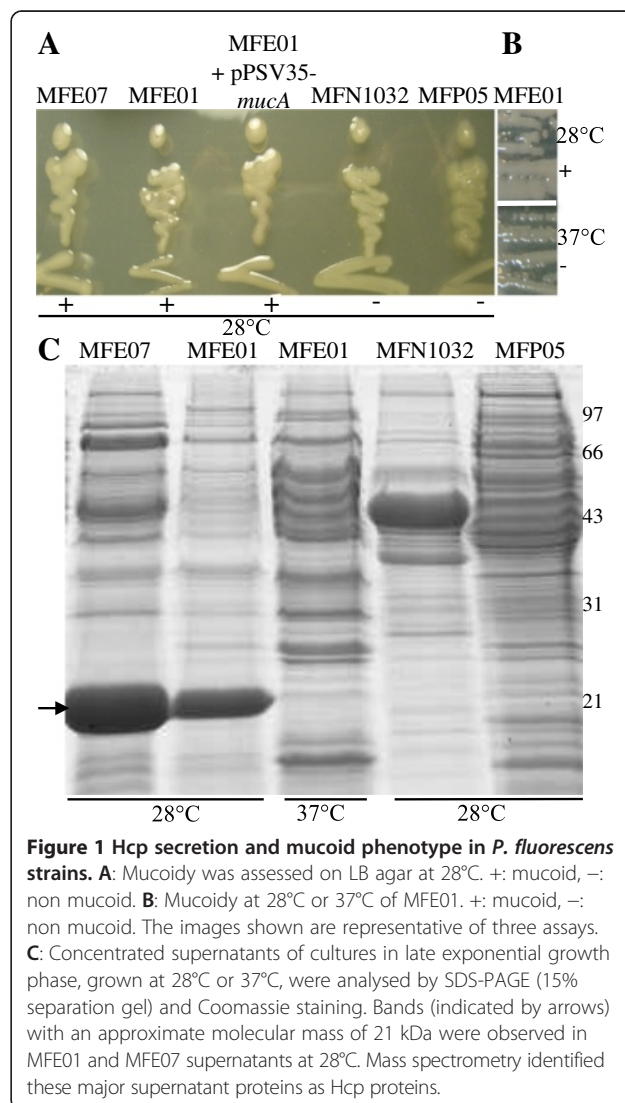 A
MFE01
+ pPSV35-
mucA
B
MFE07 MFE01 MFN1032 MFP05 MFE01
28°C
+
37°C
-
+ + + - -
28°C
C MFE07 MFE01 MFE01 MFN1032 MFP05
97
66
43
31
21
28°C 37°C 28°C
Figure 1 Hcp secretion and mucoid phenotype in P. fluorescens
strains. A: Mucoidy was assessed on LB agar at 28°C. +: mucoid, −:
non mucoid. B: Mucoidy at 28°C or 37°C of MFE01. +: mucoid, −:
non mucoid. The images shown are representative of three assays.
C: Concentrated supernatants of cultures in late exponential growth
phase, grown at 28°C or 37°C, were analysed by SDS-PAGE (15%
separation gel) and Coomassie staining. Bands (indicated by arrows)
with an approximate molecular mass of 21 kDa were observed in
MFE01 and MFE07 supernatants at 28°C. Mass spectrometry identified
these major supernatant proteins as Hcp proteins.